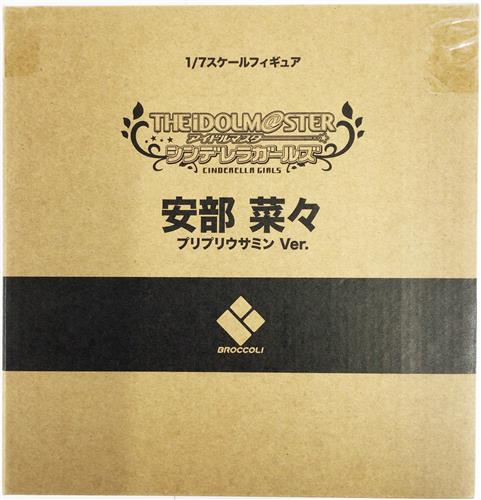 1/7スケールフィギュア
THE iDOLM@STER
アイドルマスター
シンデレラガールズ
CINDERELLA GIRLS
安部 菜々
プリプリウサミン Ver.
BROCCOLI